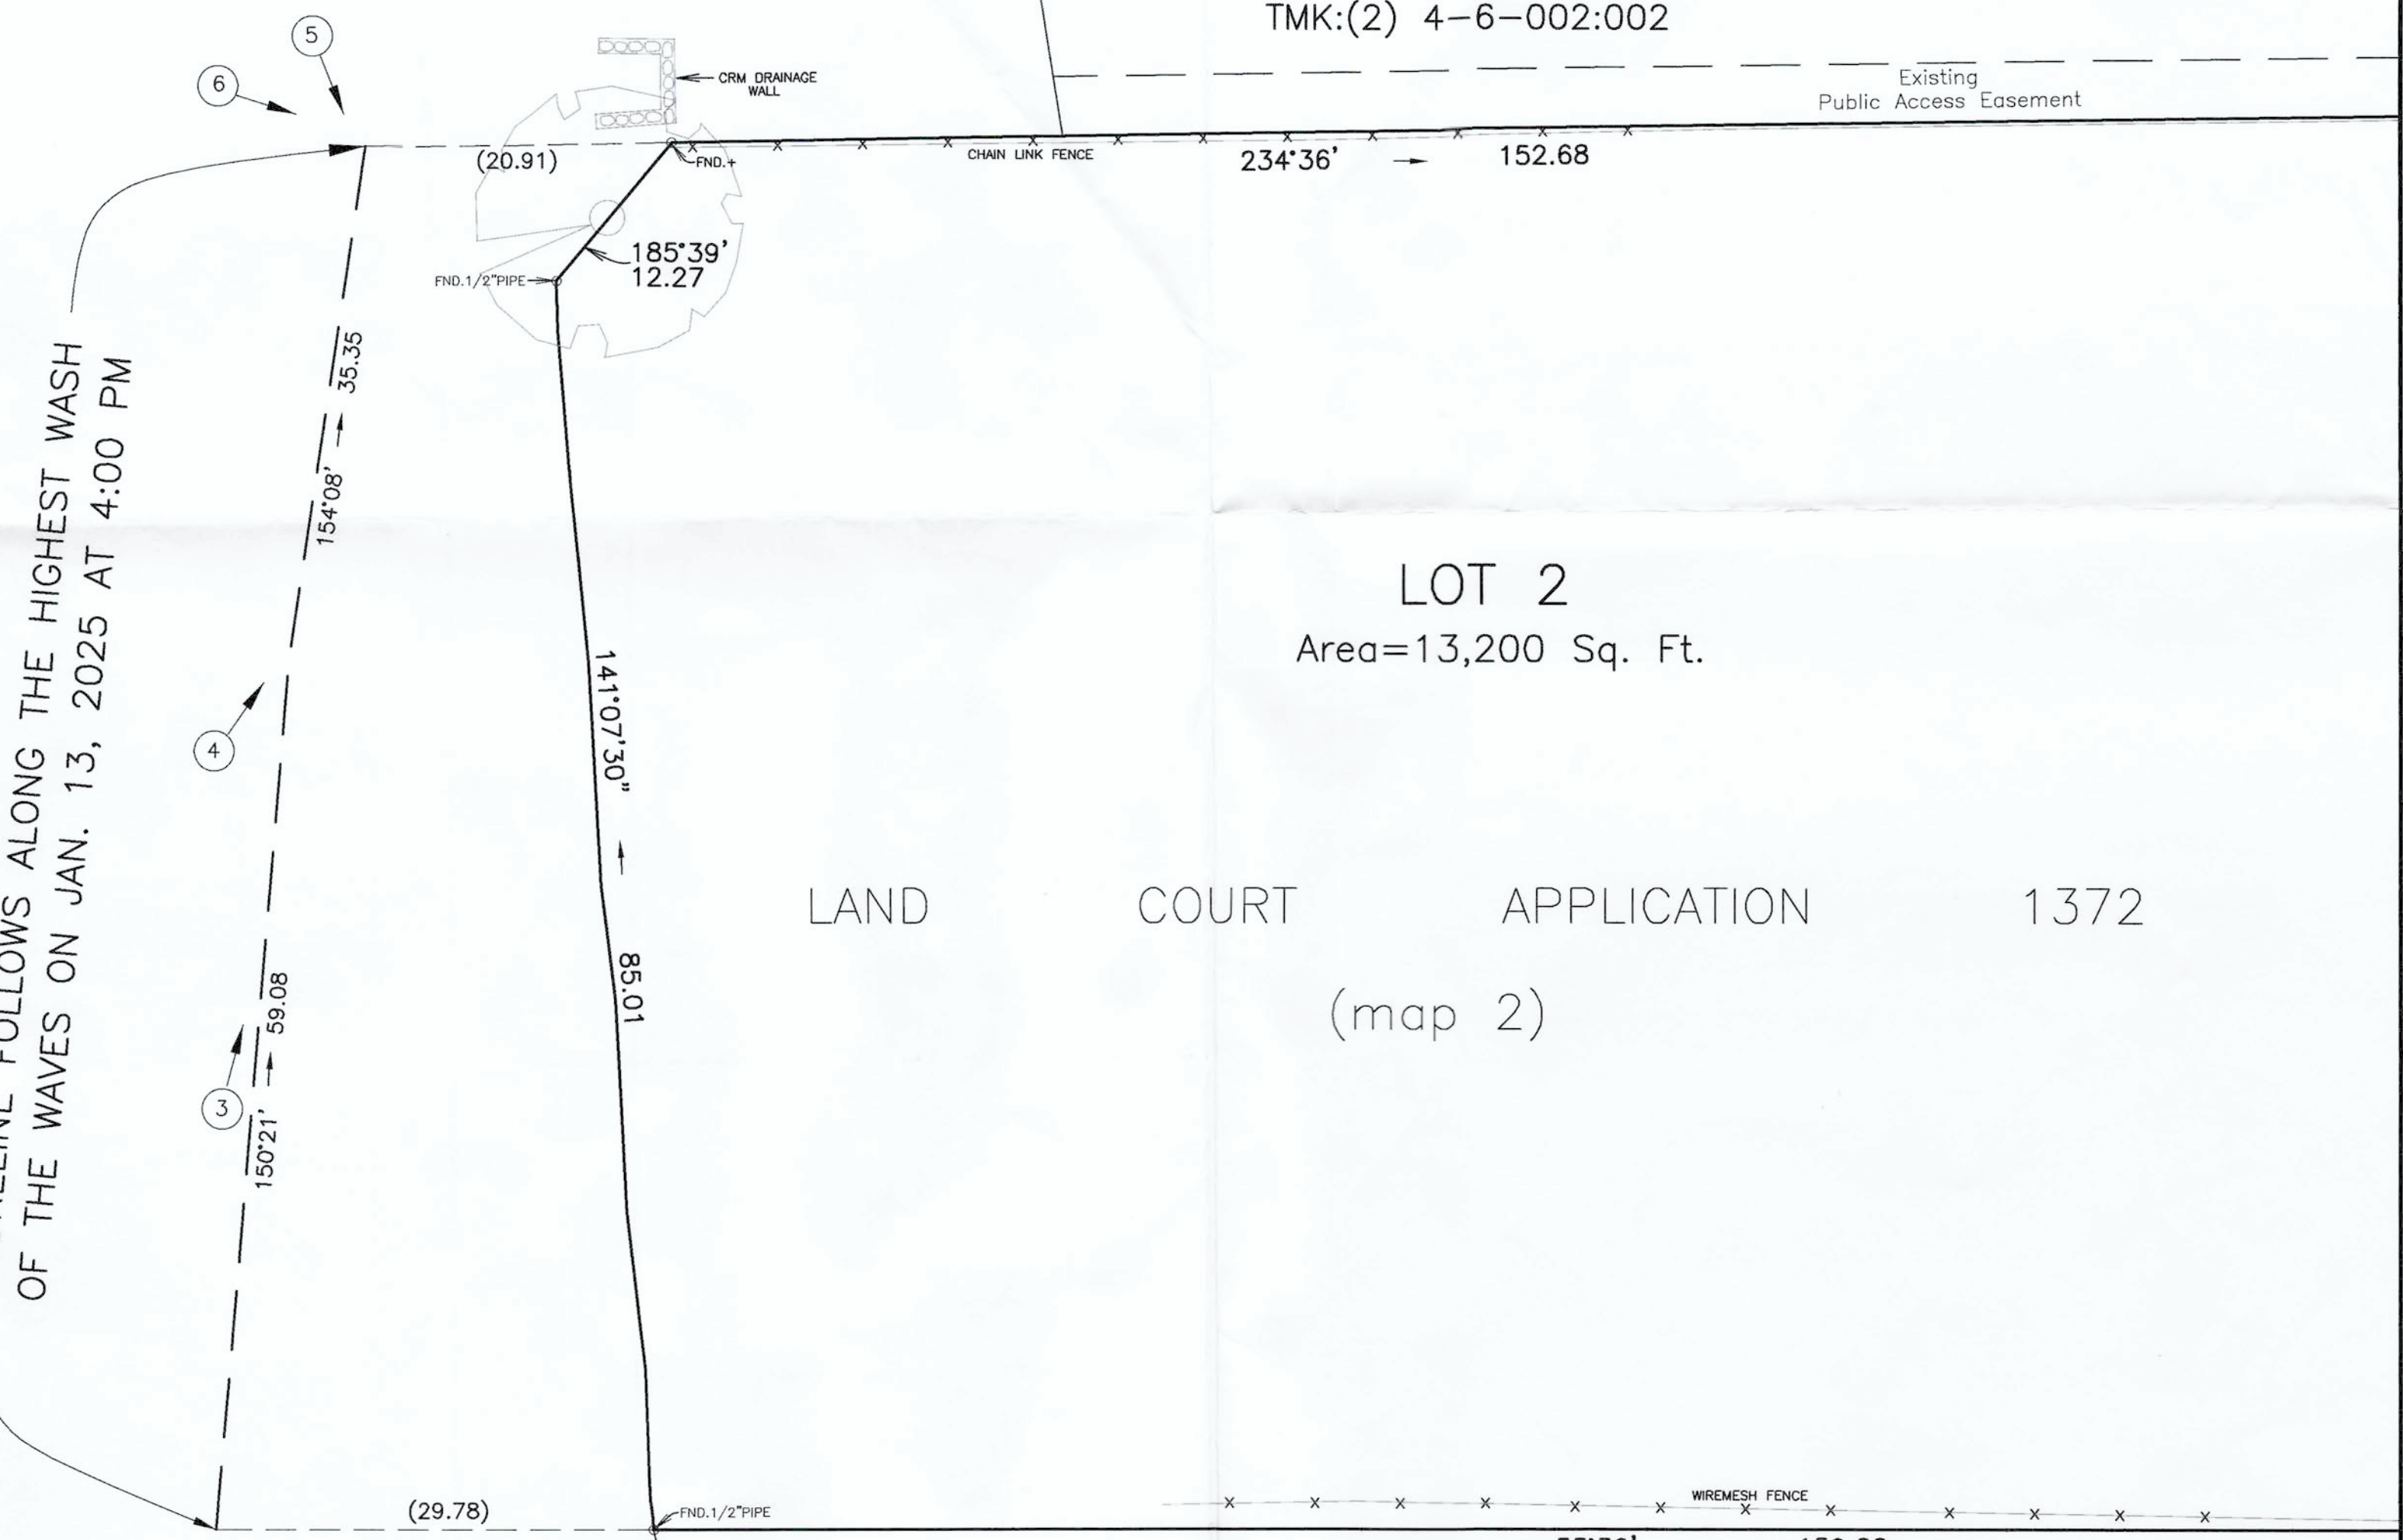 TMK:(2) 4-6-002:002
Existing
Public Access Easement
5
6
CRM DRAINAGE
WALL
(20.91)
FND.+
CHAIN LINK FENCE
234°36' 152.68
185°39'
12.27
FND.1/2"PIPE
154°08' 35.35
FOLLOWS ALONG THE HIGHEST WASH
OF THE WAVES ON JAN. 13, 2025 AT 4:00 PM
LOT 2
Area=13,200 Sq. Ft.
141°07'30" 85.01
4
LAND COURT APPLICATION 1372
(map 2)
3
150°21' 59.08
WIREMESH FENCE
(29.78)
FND.1/2"PIPE